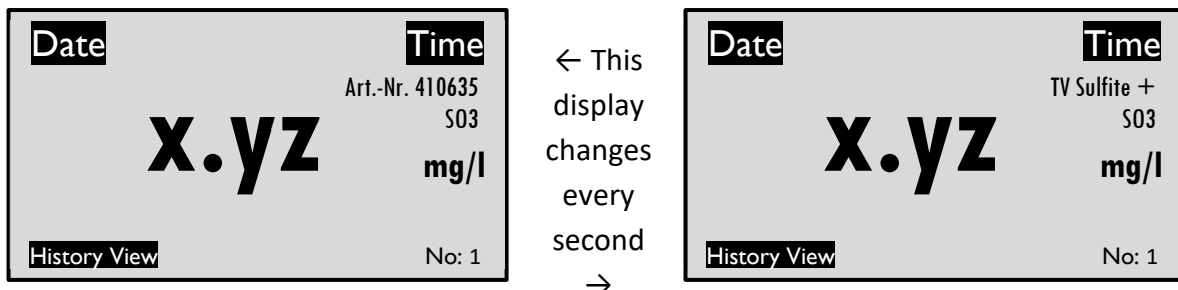 Date Time
Art.-Nr. 410635
SO3
x.yz
mg/l
History View No: 1
← This
display
changes
every
second
→
Date Time
TV Sulfite +
SO3
x.yz
mg/l
History View No: 1